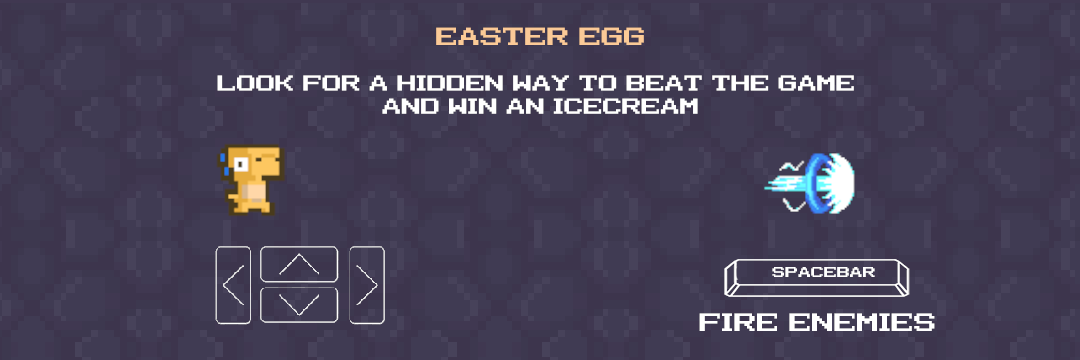 EASTER EGG
LOOK FOR A HIDDEN WAY TO BEAT THE GAME
AND WIN AN ICECREAM
SPACEBAR
FIRE ENEMIES